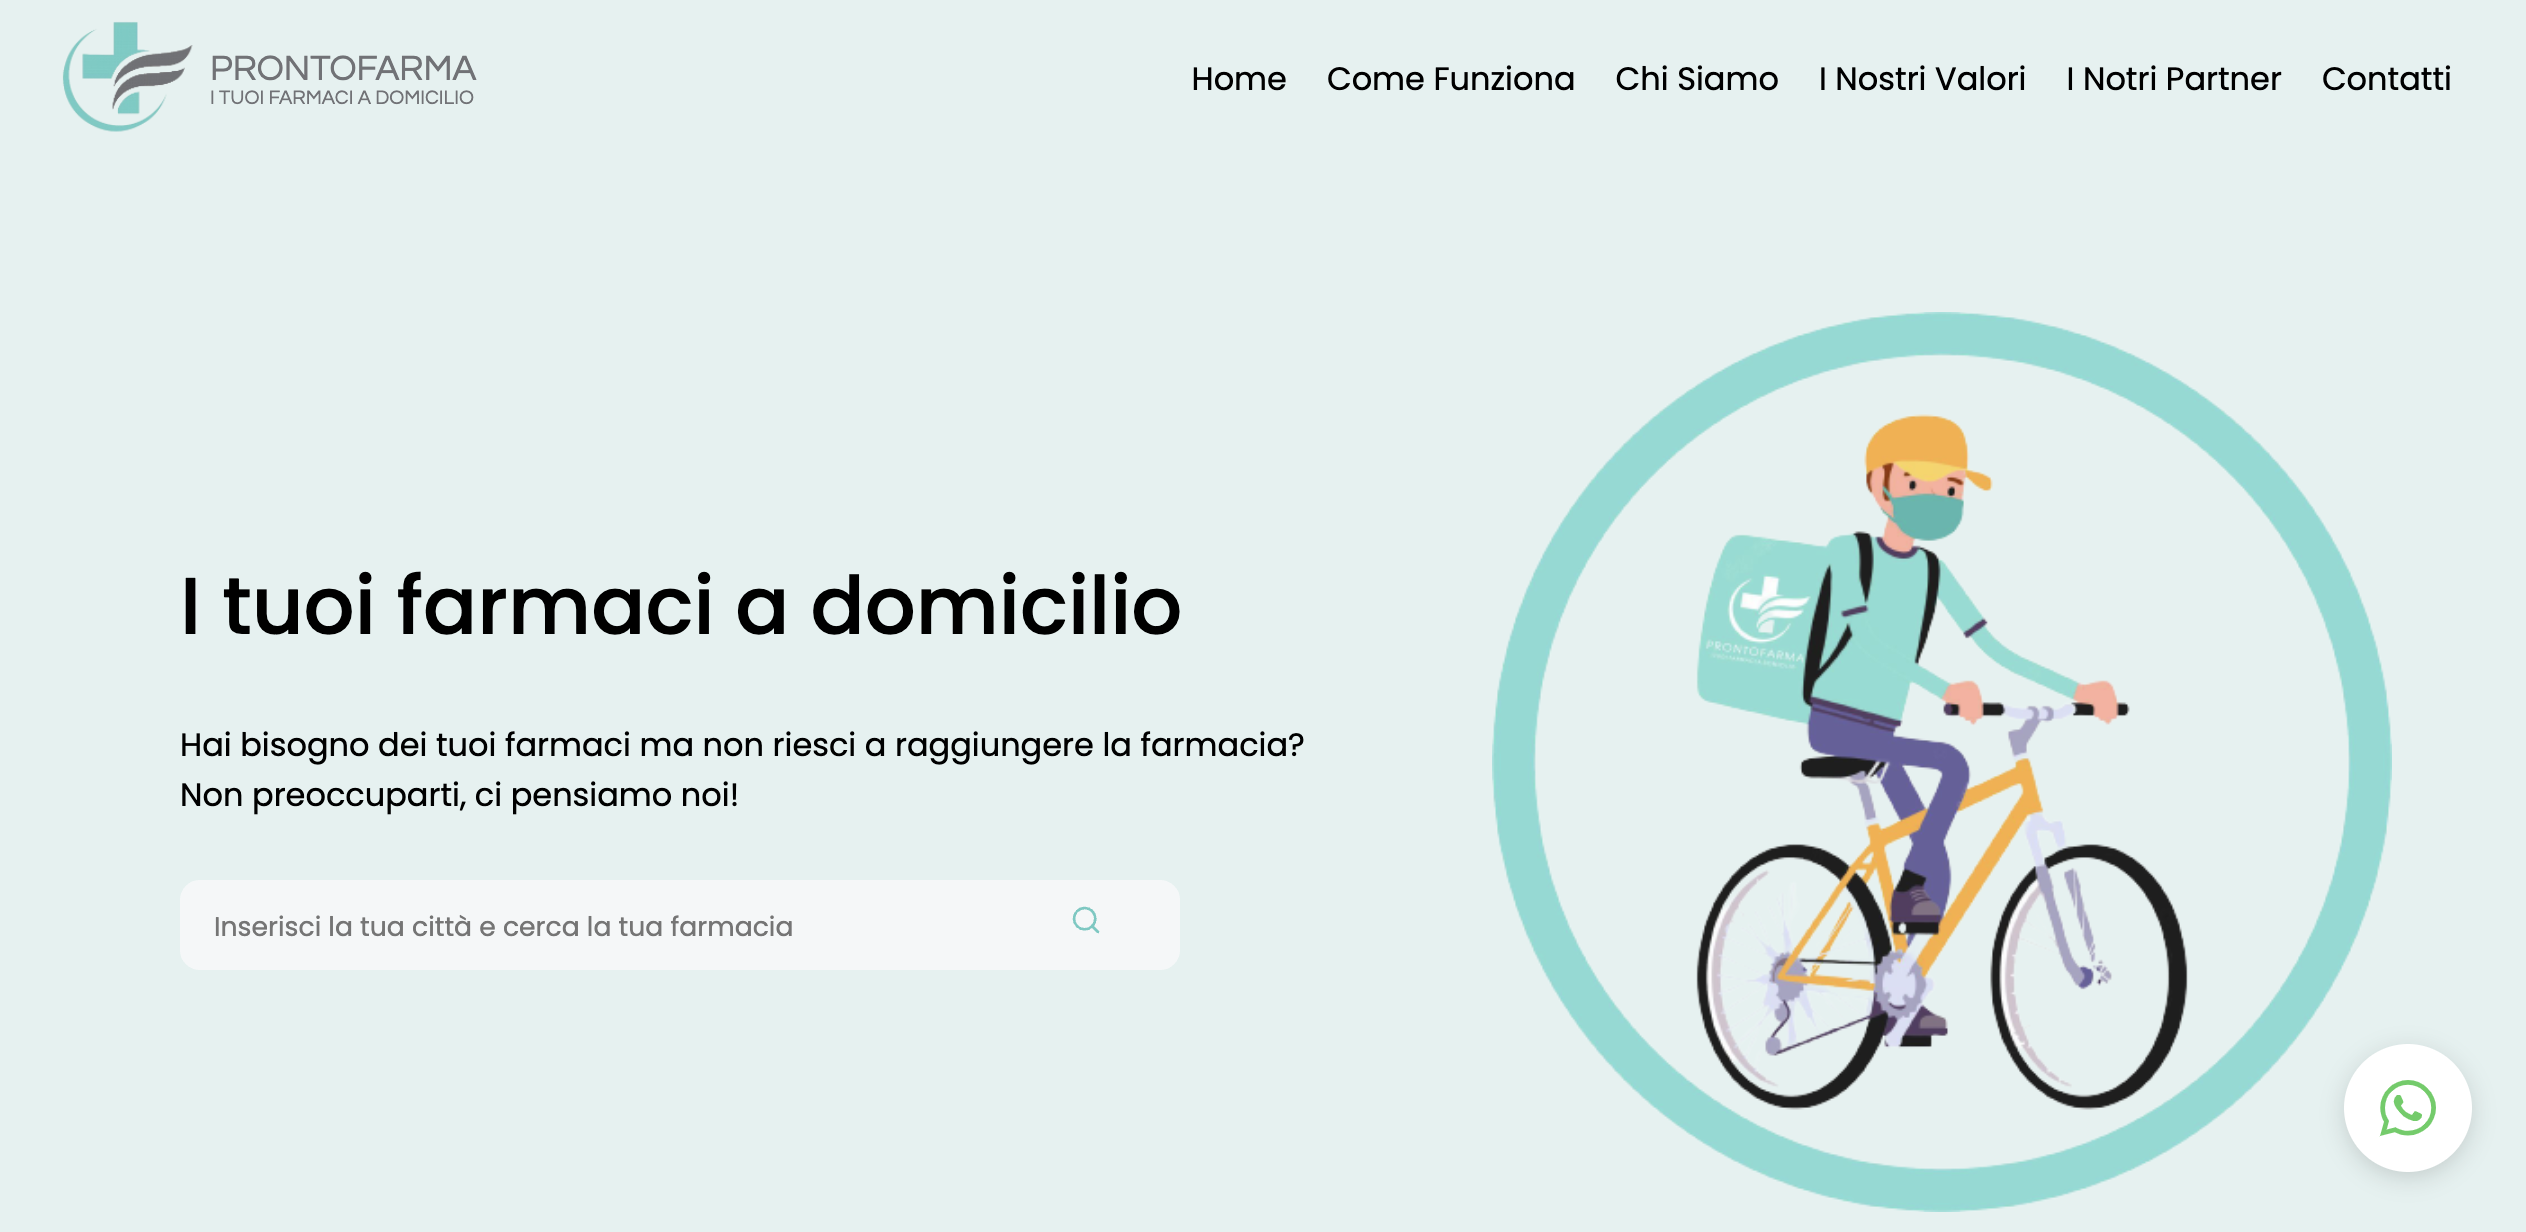 PRONTOFARMA
I TUOI FARMACI A DOMICILIO
Home Come Funziona Chi Siamo I Nostri Valori I Notri Partner Contatti
I tuoi farmaci a domicilio
Hai bisogno dei tuoi farmaci ma non riesci a raggiungere la farmacia?
Non preoccuparti, ci pensiamo noi!
Inserisci la tua città e cerca la tua farmacia
PRONTOFARMA